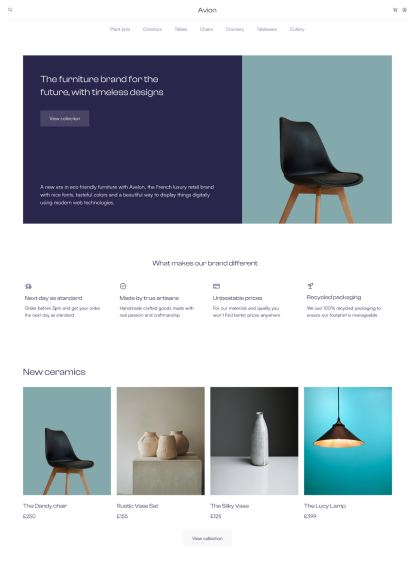 Avion
Plant pots Ceramics Tables Chairs Crockery Tableware Cutlery
The furniture brand for the
future, with timeless designs
View collection
A new era in eco friendly furniture with Avelon, the French luxury retail brand
with nice fonts, tasteful colors and a beautiful way to display things digitally
using modern web technologies.
What makes our brand different
Next day as standard
Order before 3pm and get your order
the next day as standard
Made by true artisans
Handmade crafted goods made with
real passion and craftmanship
Unbeatable prices
For our materials and quality you
won't find better prices anywhere
Recycled packaging
We use 100% recycled packaging to
ensure our footprint is manageable
New ceramics
The Dandy chair
£250
Rustic Vase Set
£155
The Silky Vase
£125
The Lucy Lamp
£399
View collection